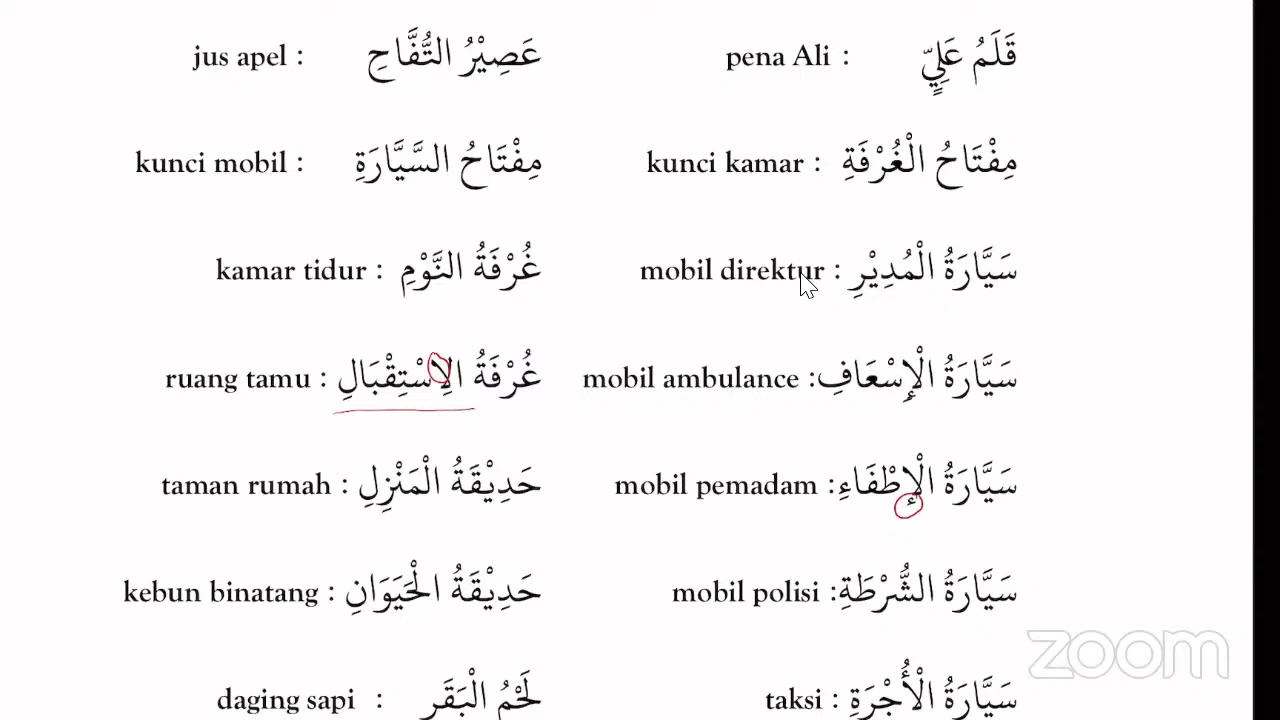 قَلَمُ عَلِيٍّ : pena Ali
عَصِيْرُ التُّفَّاحِ : jus apel
مِفْتَاحُ الْغُرْفَةِ : kunci kamar
مِفْتَاحُ السَّيَّارَةِ : kunci mobil
سَيَّارَةُ الْمُدِيْرِ : mobil direktur
غُرْفَةُ النَّوْمِ : kamar tidur
سَيَّارَةُ الْإِسْعَافِ: mobil ambulance
غُرْفَةُ الِاسْتِقْبَالِ : ruang tamu
سَيَّارَةُ الْإِطْفَاءِ: mobil pemadam
حَدِيْقَةُ الْمَنْزِلِ : taman rumah
سَيَّارَةُ الشُّرْطَةِ: mobil polisi
حَدِيْقَةُ الْحَيَوَانِ : kebun binatang
سَيَّارَةُ الْأُجْرَةِ : taksi
لَحْمُ الْبَقَرِ : daging sapi
zoom